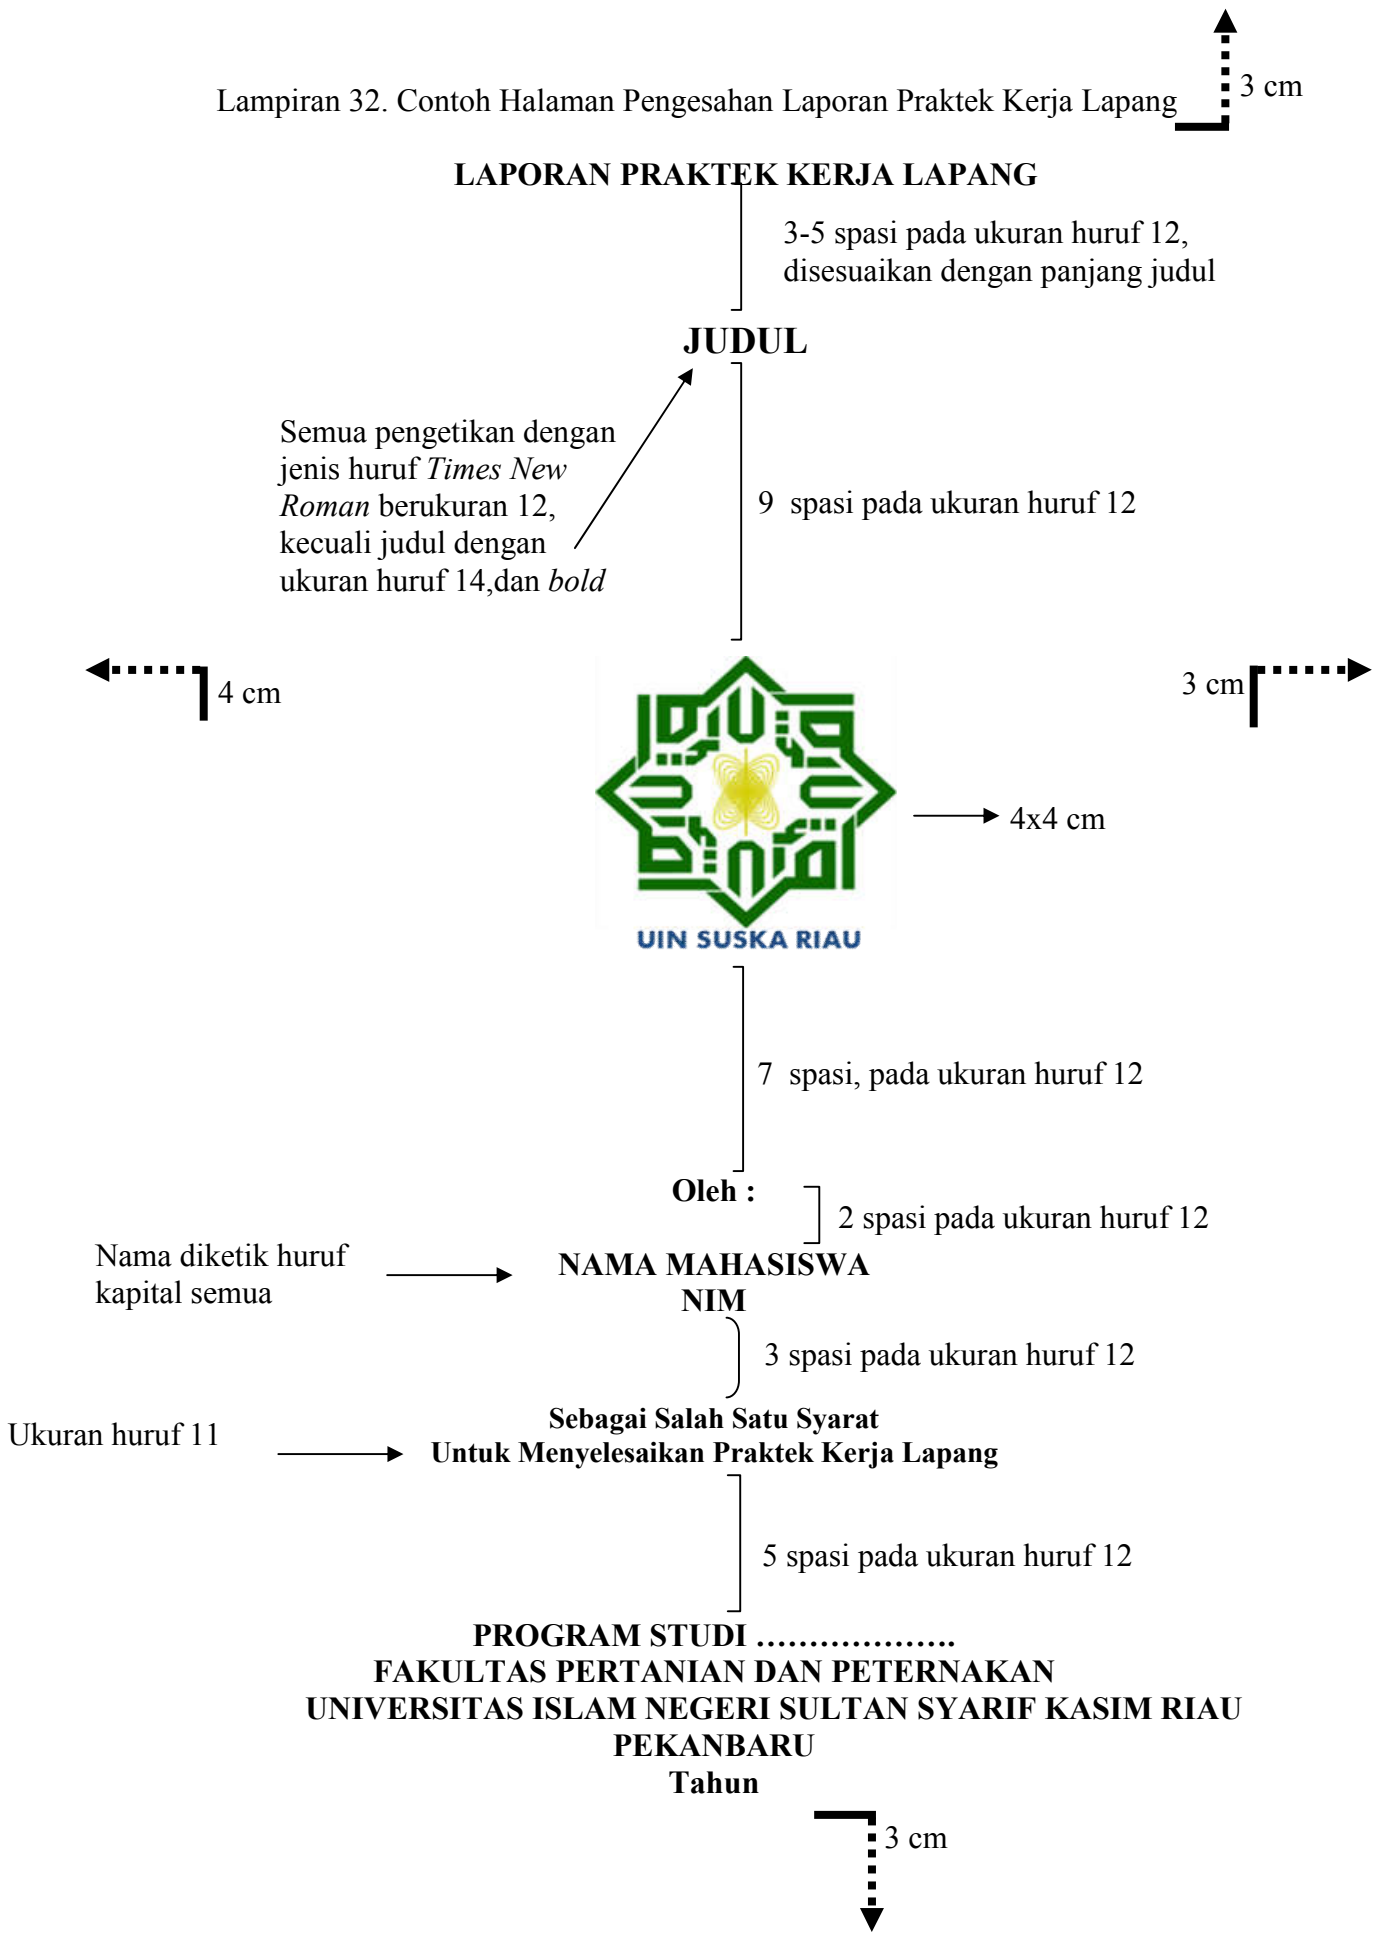 3 cm
Lampiran 32. Contoh Halaman Pengesahan Laporan Praktek Kerja Lapang
LAPORAN PRAKTEK KERJA LAPANG
3-5 spasi pada ukuran huruf 12,
disesuaikan dengan panjang judul
JUDUL
Semua pengetikan dengan
jenis huruf Times New
Roman berukuran 12,
kecuali judul dengan
ukuran huruf 14,dan bold
9 spasi pada ukuran huruf 12
4 cm
3 cm
4x4 cm
UIN SUSKA RIAU
7 spasi, pada ukuran huruf 12
Oleh :
2 spasi pada ukuran huruf 12
Nama diketik huruf
kapital semua
NAMA MAHASISWA
NIM
3 spasi pada ukuran huruf 12
Ukuran huruf 11
Sebagai Salah Satu Syarat
Untuk Menyelesaikan Praktek Kerja Lapang
5 spasi pada ukuran huruf 12
PROGRAM STUDI ……………….
FAKULTAS PERTANIAN DAN PETERNAKAN
UNIVERSITAS ISLAM NEGERI SULTAN SYARIF KASIM RIAU
PEKANBARU
Tahun
3 cm